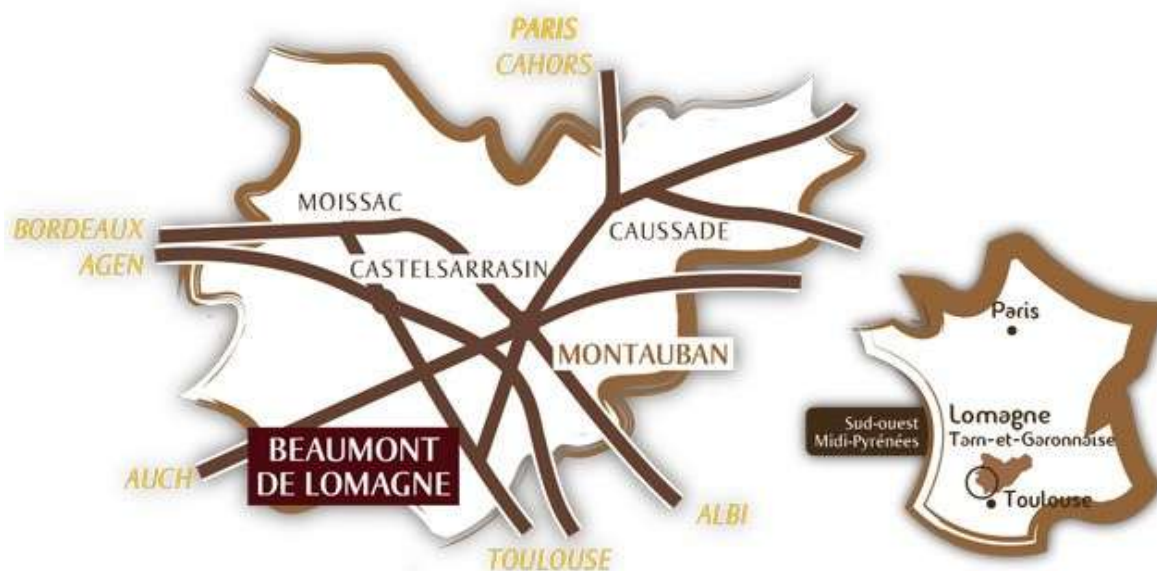 PARIS
CAHORS
MOISSAC
BORDEAUX
AGEN
CAUSSADE
CASTELSARRASIN
MONTAUBAN
BEAUMONT
DE LOMAGNE
AUCH
ALBI
TOULOUSE
Paris
Sud-ouest
Midi-Pyrénées
Lomagne
Tarn-et-Garonnaise
Toulouse